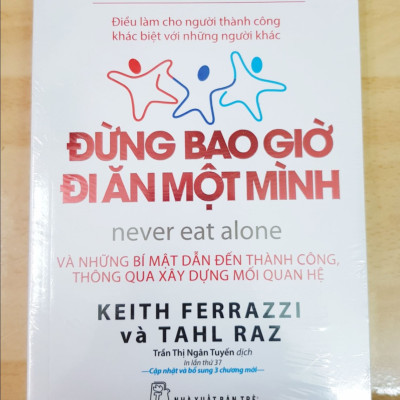 Điều làm cho người thành công
khác biệt với những người khác
ĐỪNG BAO GIỜ
ĐI ĂN MỘT MÌNH
never eat alone
VÀ NHỮNG BÍ MẬT DẪN ĐẾN THÀNH CÔNG,
THÔNG QUA XÂY DỰNG MỐI QUAN HỆ
KEITH FERRAZZI
và TAHL RAZ
Trần Thị Ngân Tuyến dịch
In lần thứ 37
—Cập nhật và bổ sung 3 chương mới—
NHÀ XUẤT BẢN TRẺ